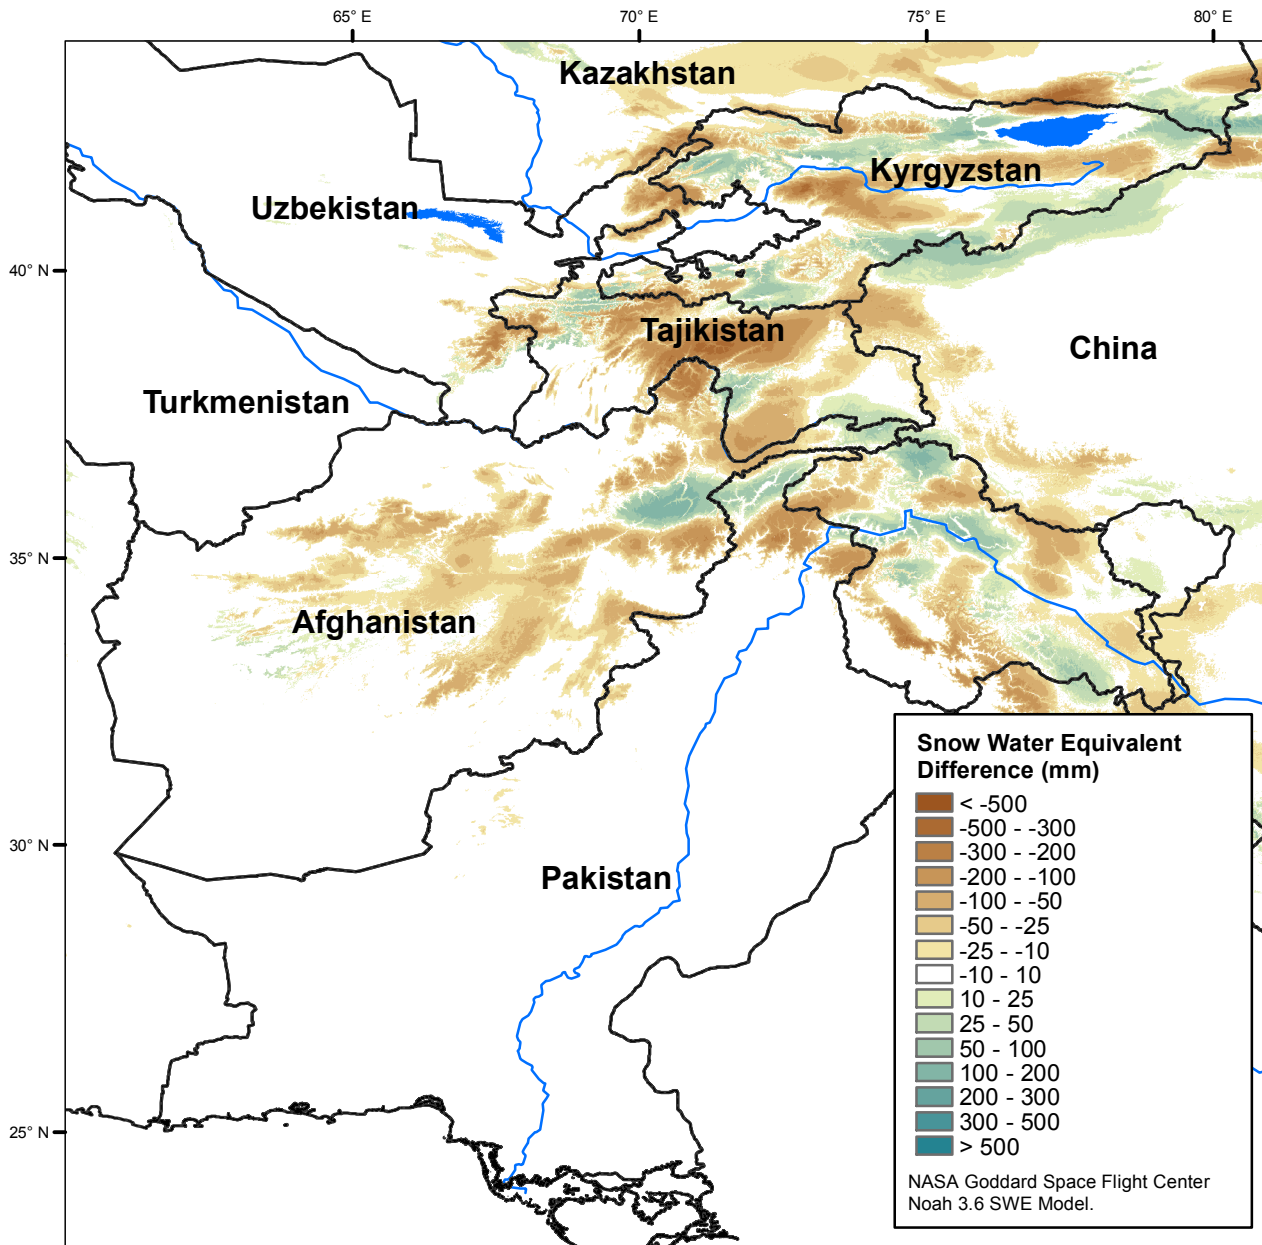 65° E
70° E
75° E
80° E
Kazakhstan
Kyrgyzstan
Uzbekistan
40° N
Tajikistan
China
Turkmenistan
35° N
Afghanistan
30° N
Pakistan
25° N
Snow Water Equivalent
Difference (mm)
< -500
-500 - -300
-300 - -200
-200 - -100
-100 - -50
-50 - -25
-25 - -10
-10 - 10
10 - 25
25 - 50
50 - 100
100 - 200
200 - 300
300 - 500
> 500
NASA Goddard Space Flight Center
Noah 3.6 SWE Model.